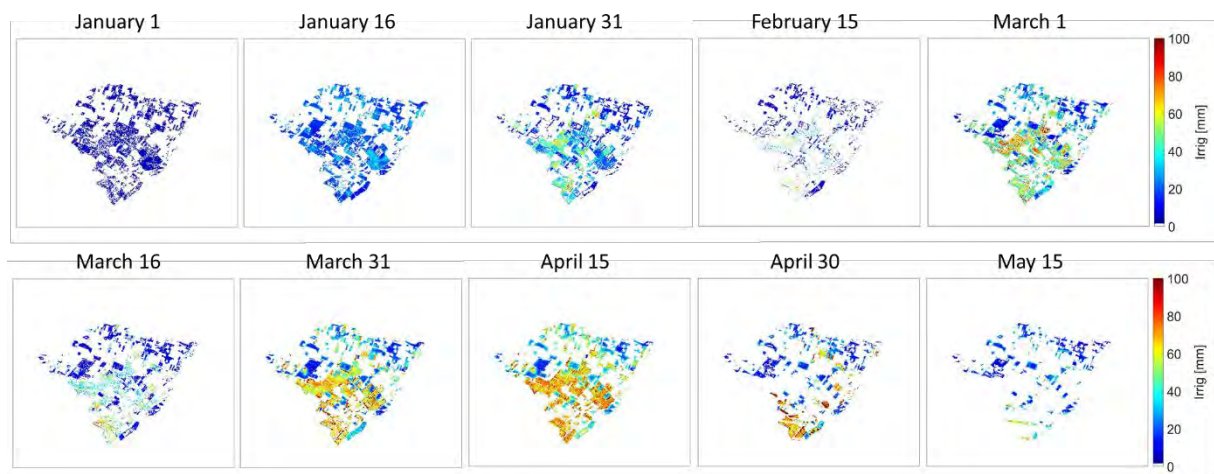 January 1
January 16
January 31
February 15
March 1
100
80
60
40
20
0
Irrig [mm]
March 16
March 31
April 15
April 30
May 15
100
80
60
40
20
0
Irrig [mm]